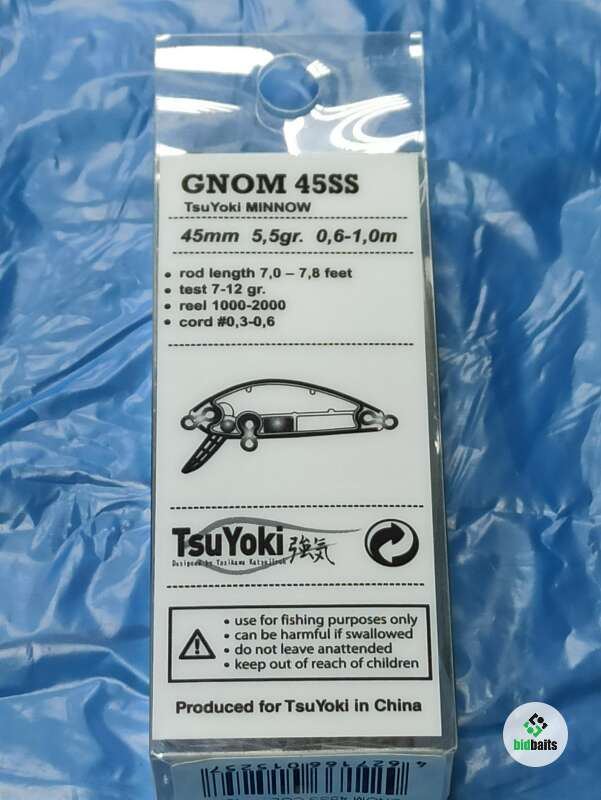 GNOM 45SS
TsuYoki MINNOW
45mm 5,5gr. 0,6-1,0m
• rod length 7,0 – 7,8 feet
• test 7-12 gr.
• reel 1000-2000
• cord #0,3-0,6
TsuYoki 強気
Designed by
• use for fishing purposes only
• can be harmful if swallowed
• do not leave anattended
• keep out of reach of children
Produced for TsuYoki in China
bidbaits